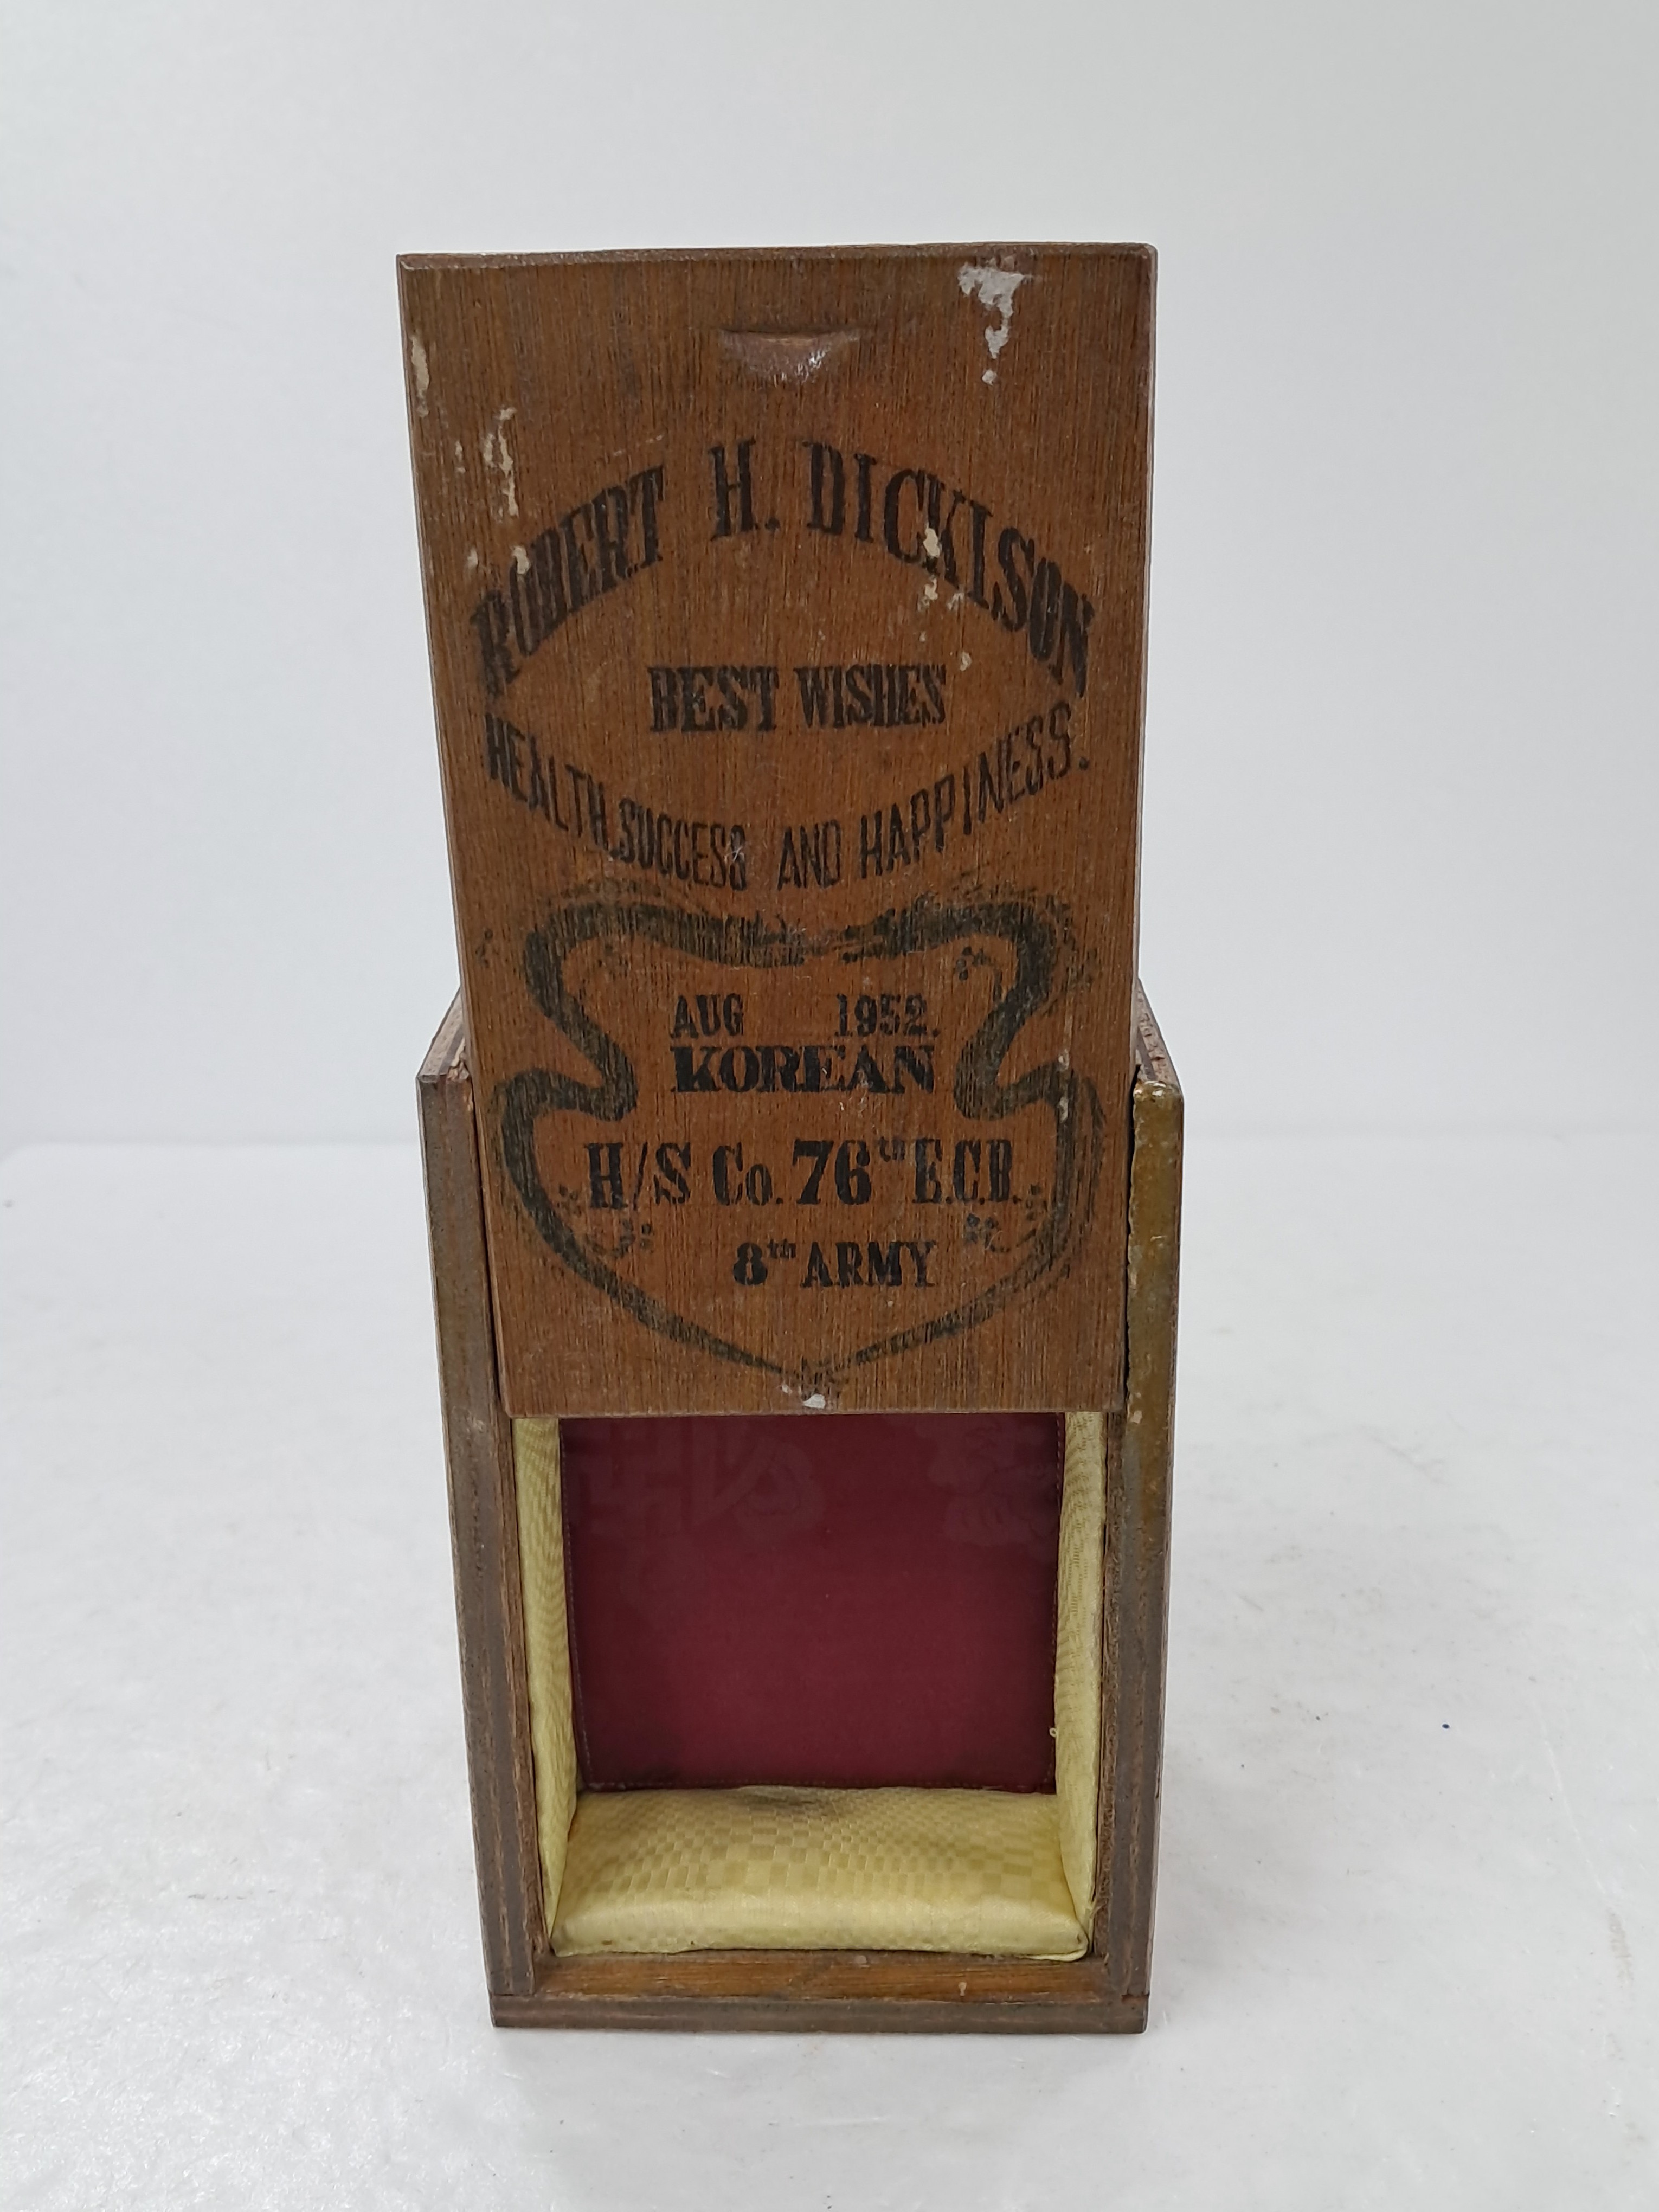 ROBERT H. DICKISON
BEST WISHES
HEALTH, SUCCESS AND HAPPINESS.
AUG 1952.
KOREAN
H/S Co. 76th E.C.B.
8th ARMY